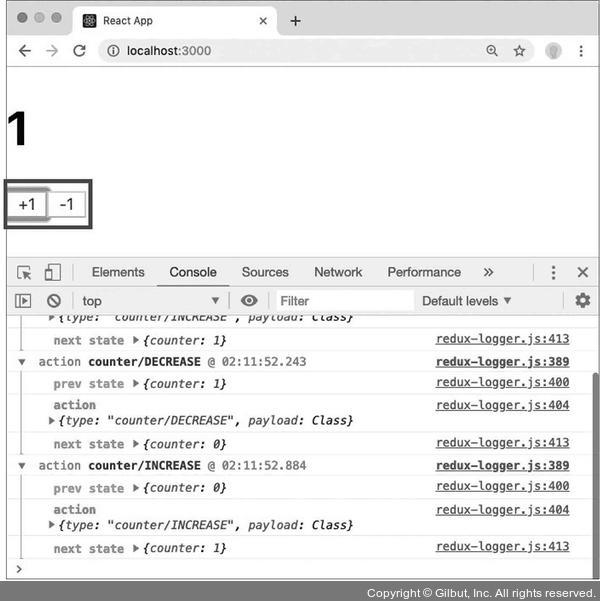 React App
localhost:3000
1
+1 -1
Elements Console Sources Network Performance »
top Filter Default levels ▼
{type: "counter/INCREASE", payload: Class}
next state ▶{counter: 1} redux-logger.js:413
▼ action counter/DECREASE @ 02:11:52.243 redux-logger.js:389
prev state ▶{counter: 1} redux-logger.js:400
action redux-logger.js:404
▶{type: "counter/DECREASE", payload: Class}
next state ▶{counter: 0} redux-logger.js:413
▼ action counter/INCREASE @ 02:11:52.884 redux-logger.js:389
prev state ▶{counter: 0} redux-logger.js:400
action redux-logger.js:404
▶{type: "counter/INCREASE", payload: Class}
next state ▶{counter: 1} redux-logger.js:413
>
Copyright © Gilbut, Inc. All rights reserved.